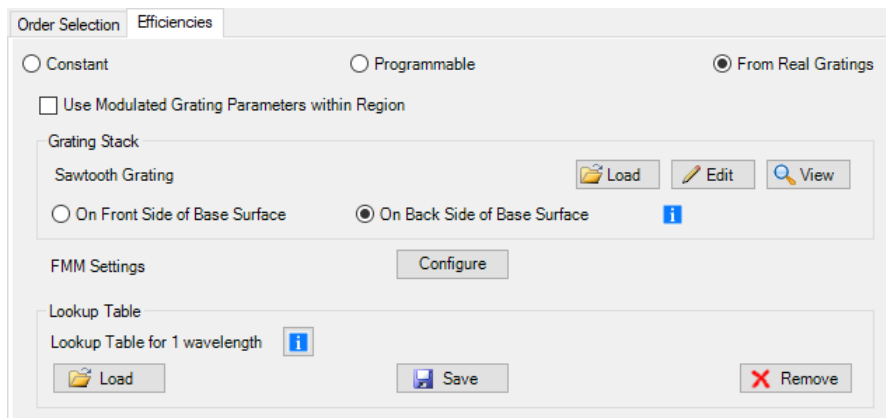 Order Selection Efficiencies
Constant Programmable From Real Gratings
Use Modulated Grating Parameters within Region
Grating Stack
Sawtooth Grating Load Edit View
On Front Side of Base Surface On Back Side of Base Surface
FMM Settings Configure
Lookup Table
Lookup Table for 1 wavelength
Load Save Remove